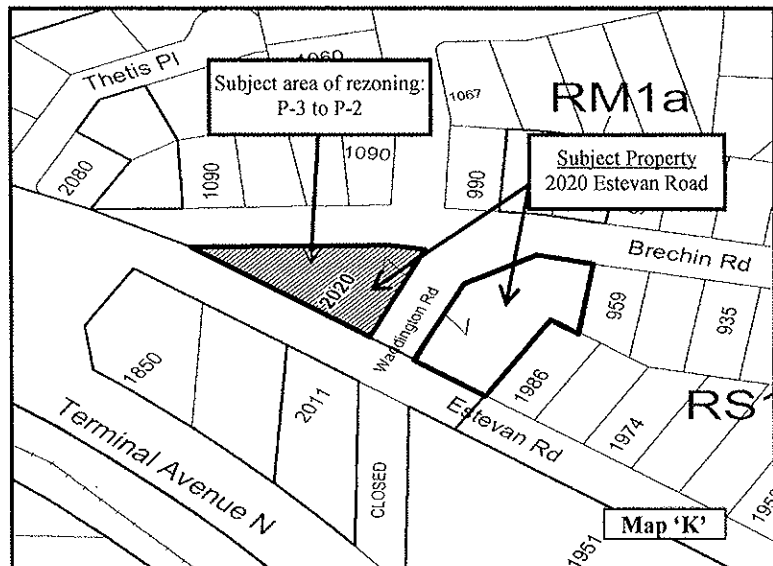 Thetis Pl
1060
Subject area of rezoning:
P-3 to P-2
1067
RM1a
1090
Subject Property
2020 Estevan Road
2080
1090
990
Brechin Rd
2020
Waddington Rd
959
935
1850
2011
1986
Estevan Rd
1974
RS1
Terminal Avenue N
CLOSED
1951
Map 'K'